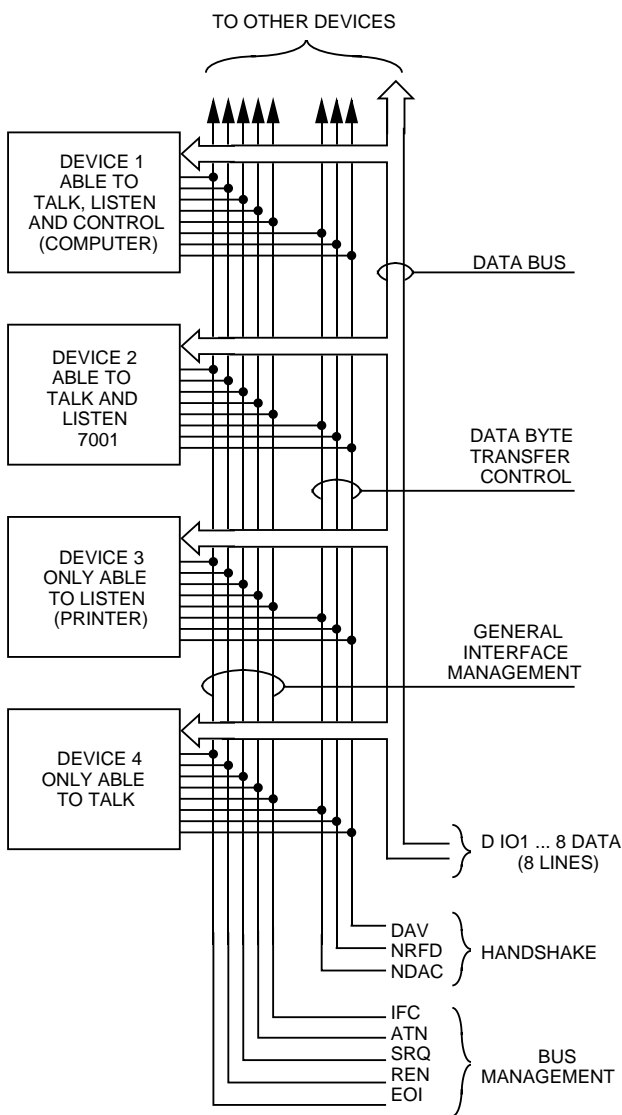 TO OTHER DEVICES
DEVICE 1
ABLE TO
TALK, LISTEN
AND CONTROL
(COMPUTER)
DATA BUS
DEVICE 2
ABLE TO
TALK AND
LISTEN
7001
DATA BYTE
TRANSFER
CONTROL
DEVICE 3
ONLY ABLE
TO LISTEN
(PRINTER)
GENERAL
INTERFACE
MANAGEMENT
DEVICE 4
ONLY ABLE
TO TALK
D IO1 ... 8 DATA
(8 LINES)
DAV
NRFD
NDAC
HANDSHAKE
IFC
ATN
SRQ
REN
EOI
BUS
MANAGEMENT